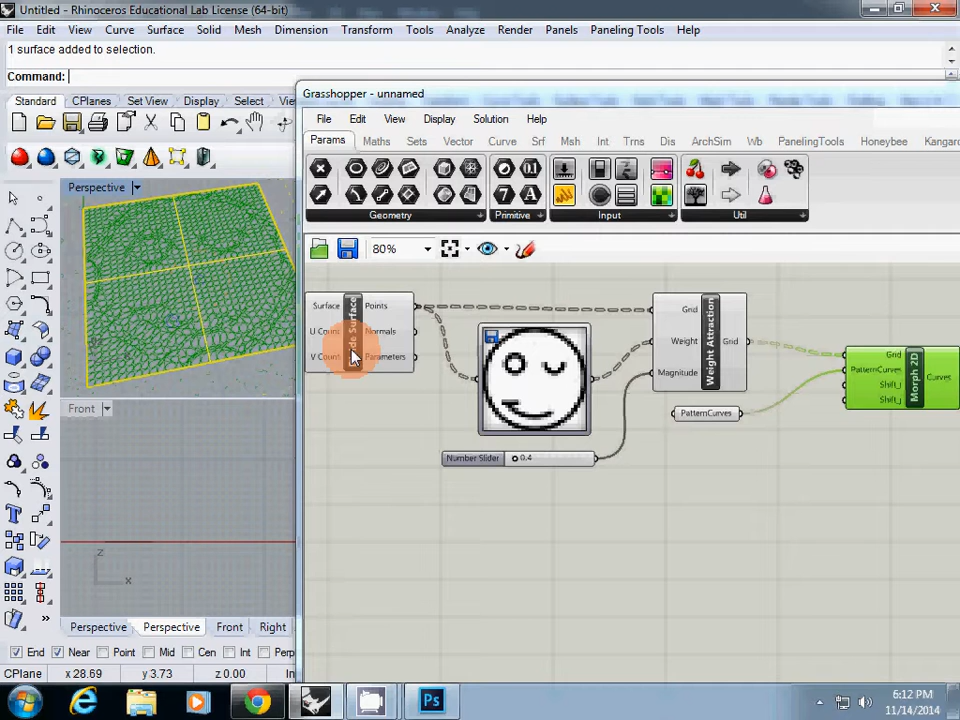 Untitled - Rhinoceros Educational Lab License (64-bit)
File Edit View Curve Surface Solid Mesh Dimension Transform Tools Analyze Render Panels Paneling Tools Help
1 surface added to selection.
Command:
Standard CPlanes Set View Display Select
Perspective
Front
z
x
Perspective Perspective Front Right
End Near Point Mid Cen Int
CPlane x 28.69 y 3.73 z 0.00
Grasshopper - unnamed
File Edit View Display Solution Help
Params Maths Sets Vector Curve Srf Msh Int Trns Dis ArchSim Wb PanelingTools Honeybee
Geometry Primitive Input Util
80%
Surface Points
U Count Normals
V Count Parameters
Surface
Grid
Weight
Magnitude
Weight Attraction
Grid
PatternCurves
Number Slider 0.4
Grid
PatternCurves
Shift_i
Shift_j
Morph 2D
Curves
Ps
6:12 PM
11/14/2014